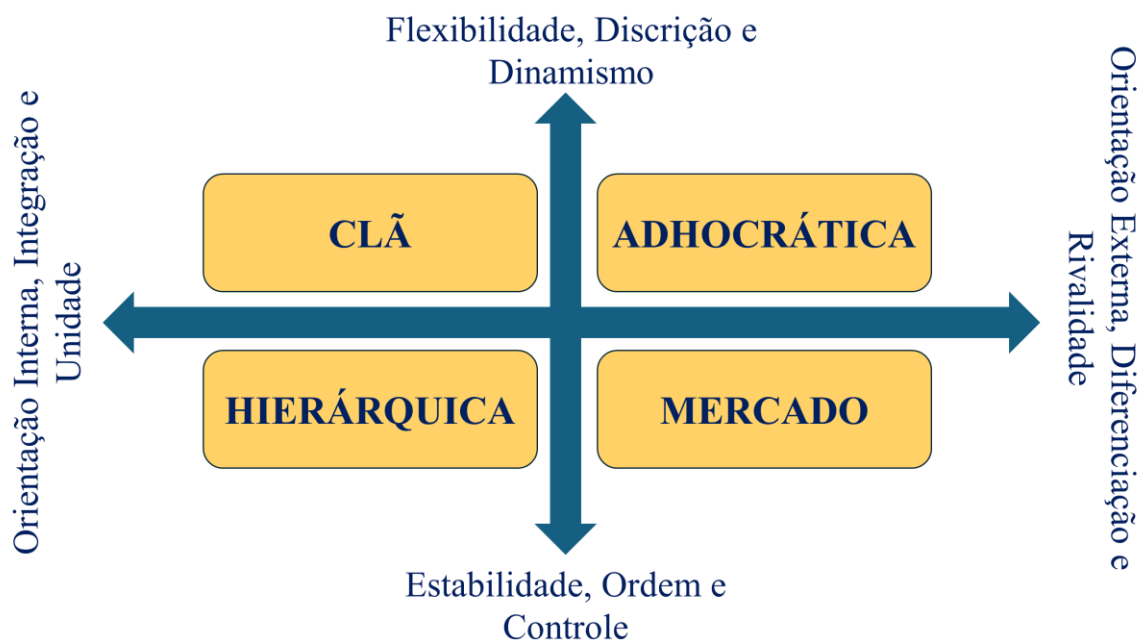 Flexibilidade, Discrição e
Dinamismo
Orientação Interna, Integração e
Unidade
CLÃ
ADHOCRÁTICA
Orientação Externa, Diferenciação e
Rivalidade
HIERÁRQUICA
MERCADO
Estabilidade, Ordem e
Controle